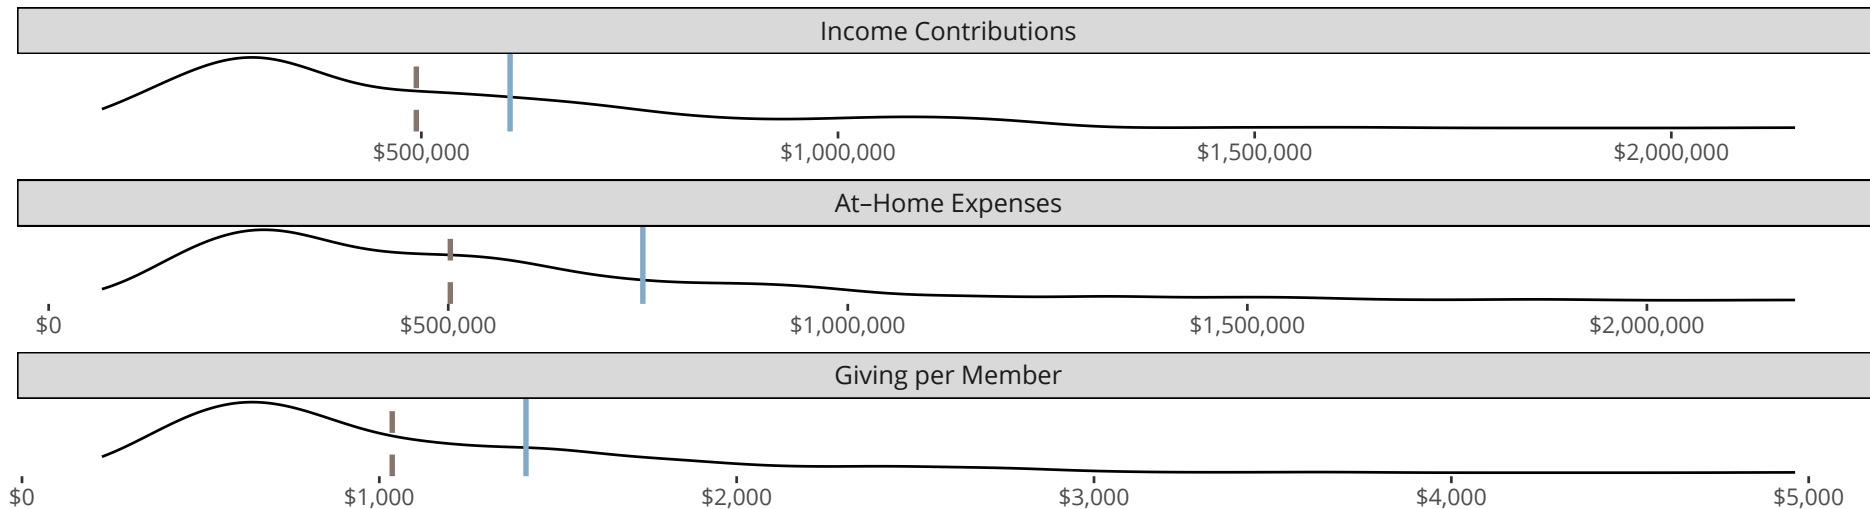 Income Contributions
$500,000 $1,000,000 $1,500,000 $2,000,000
At–Home Expenses
$0 $500,000 $1,000,000 $1,500,000 $2,000,000
Giving per Member
$0 $1,000 $2,000 $3,000 $4,000 $5,000